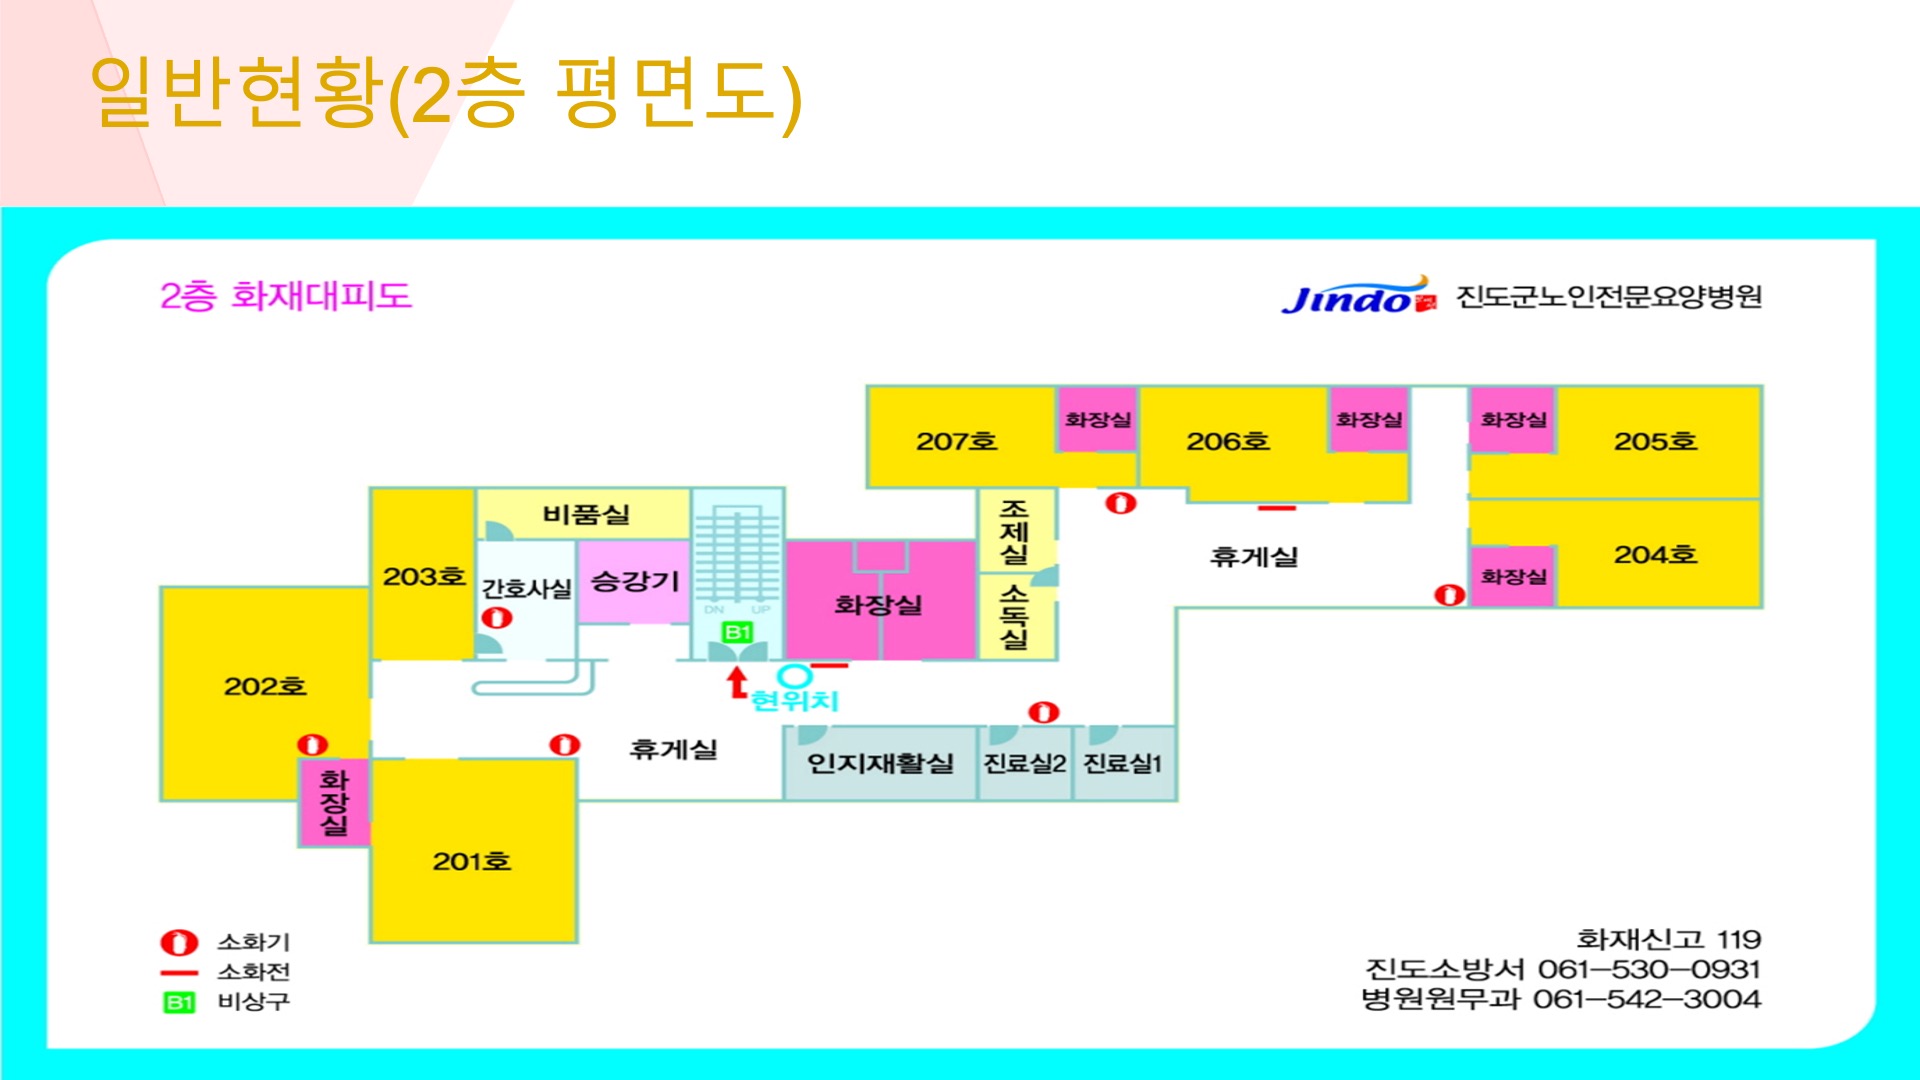 일반현황(2층 평면도)
2층 화재대피도
Jindo 진도군노인전문요양병원
207호
화장실
206호
화장실
화장실
205호
203호
비품실
간호사실
승강기
DN UP
B1
화장실
조제실
소독실
휴게실
화장실
204호
202호
현위치
화장실
휴게실
인지재활실
진료실2
진료실1
201호
소화기
소화전
B1 비상구
화재신고 119
진도소방서 061-530-0931
병원원무과 061-542-3004